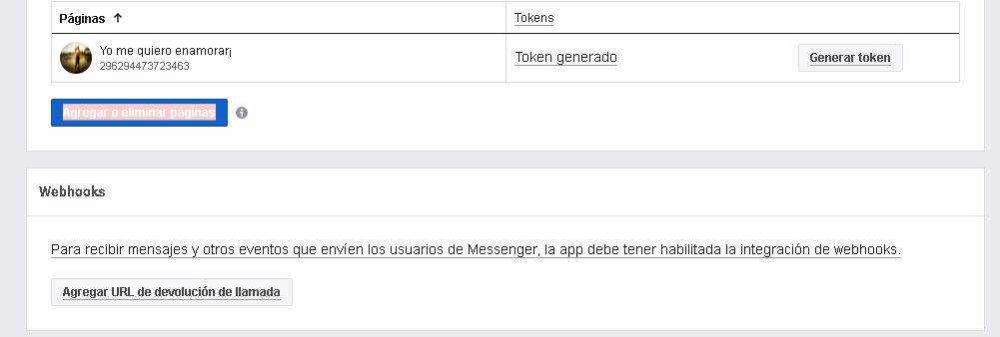 Páginas ↑
Tokens
Yo me quiero enamorar¡
296294473723463
Token generado
Generar token
Agregar o eliminar páginas
Webhooks
Para recibir mensajes y otros eventos que envíen los usuarios de Messenger, la app debe tener habilitada la integración de webhooks.
Agregar URL de devolución de llamada